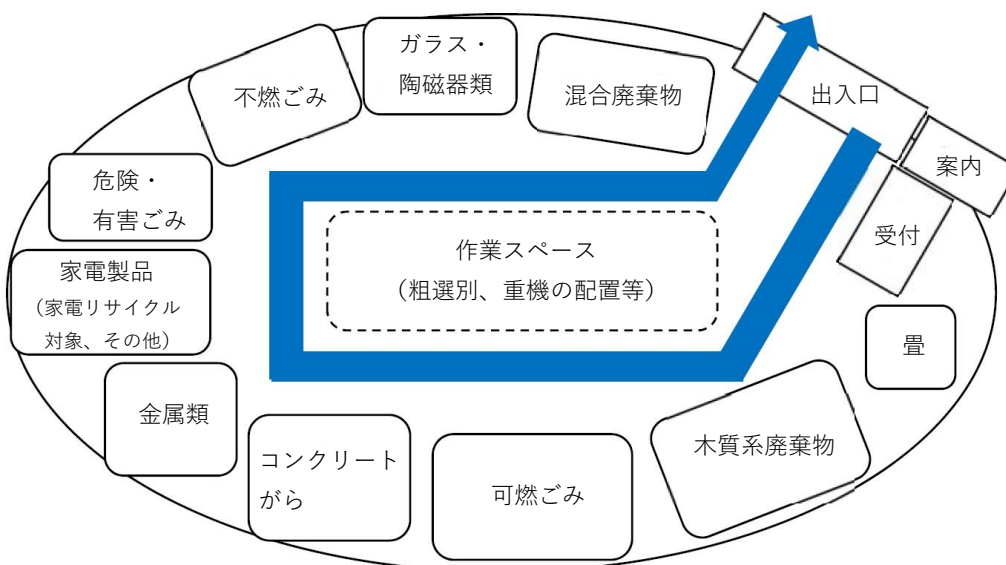 ガラス・
陶磁器類
不燃ごみ
混合廃棄物
出入口
案内
危険・
有害ごみ
受付
家電製品
（家電リサイクル
対象、その他）
作業スペース
（粗選別、重機の配置等）
畳
金属類
木質系廃棄物
コンクリート
がら
可燃ごみ